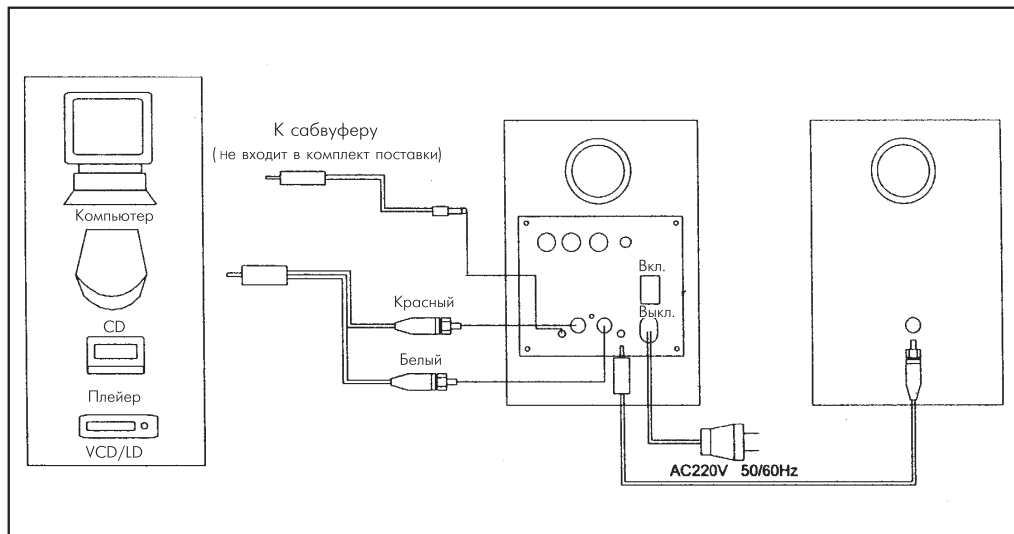 Компьютер
CD
Плейер
VCD/LD
К сабвуферу
(не входит в комплект поставки)
Красный
Белый
Вкл.
Выкл.
AC220V 50/60Hz